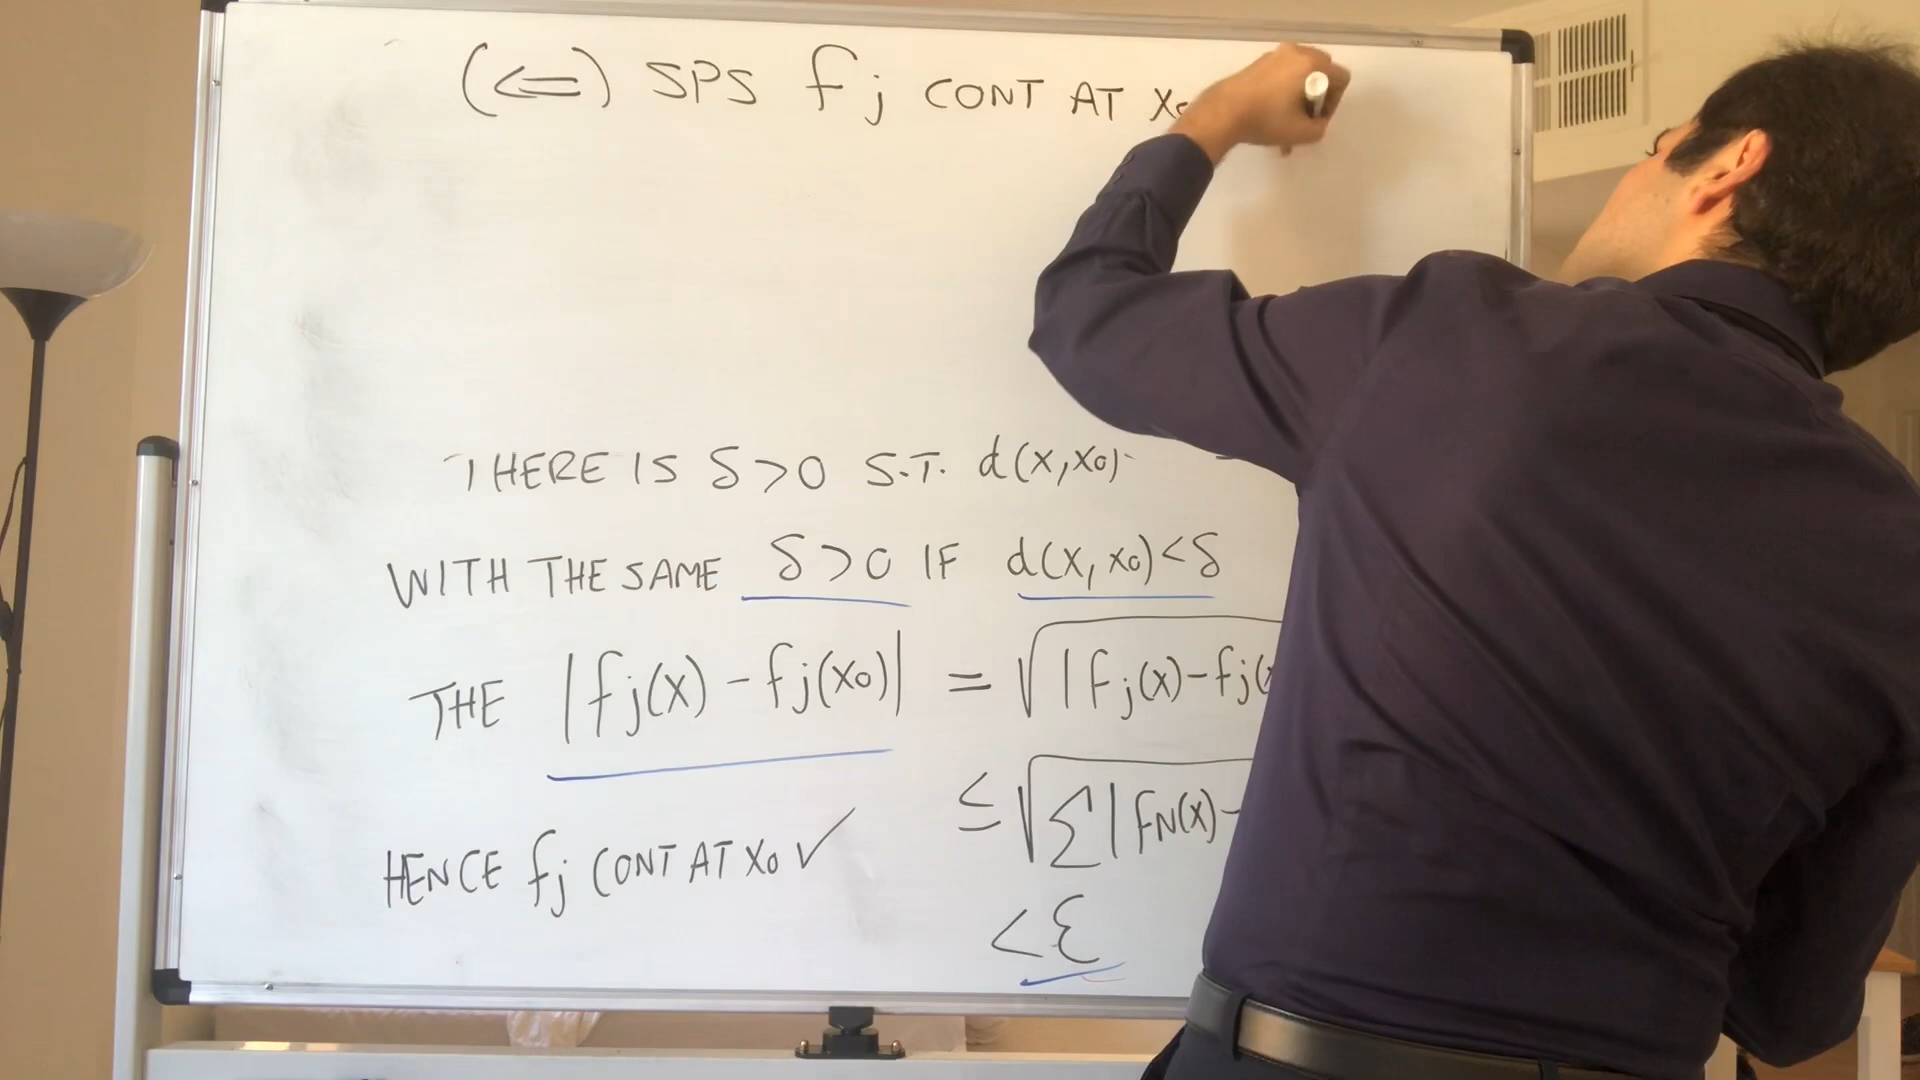 (⇐) SPS fj CONT AT x0
THERE IS δ>0 S.T. d(x,x0)
WITH THE SAME δ>0 IF d(x,x0)<δ
THE |fj(x) - fj(x0)| = √|fj(x)-fj(
≤ √∑|fN(x)-
HENCE fj CONT AT x0 ✓
<ε